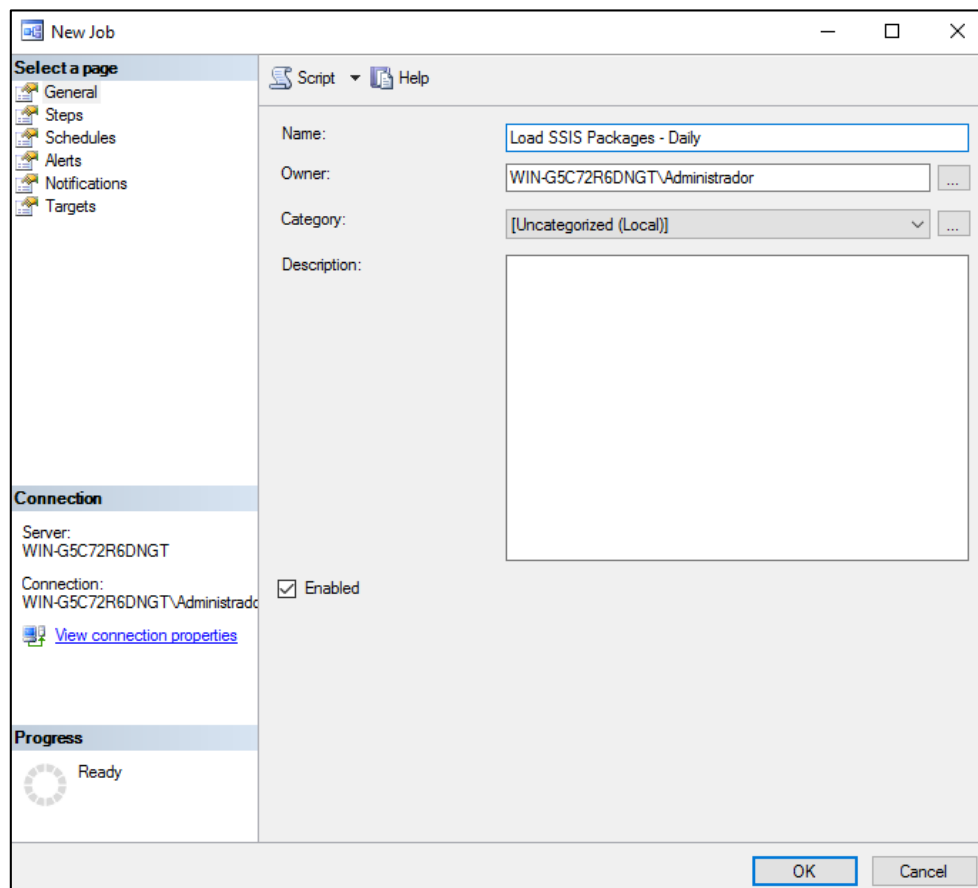 New Job
Select a page
General
Steps
Schedules
Alerts
Notifications
Targets
Script
Help
Name:
Load SSIS Packages - Daily
Owner:
WIN-G5C72R6DNGT\Administrador
...
Category:
[Uncategorized (Local)]
...
Description:
Enabled
Connection
Server:
WIN-G5C72R6DNGT
Connection:
WIN-G5C72R6DNGT\Administrado
View connection properties
Progress
Ready
OK
Cancel